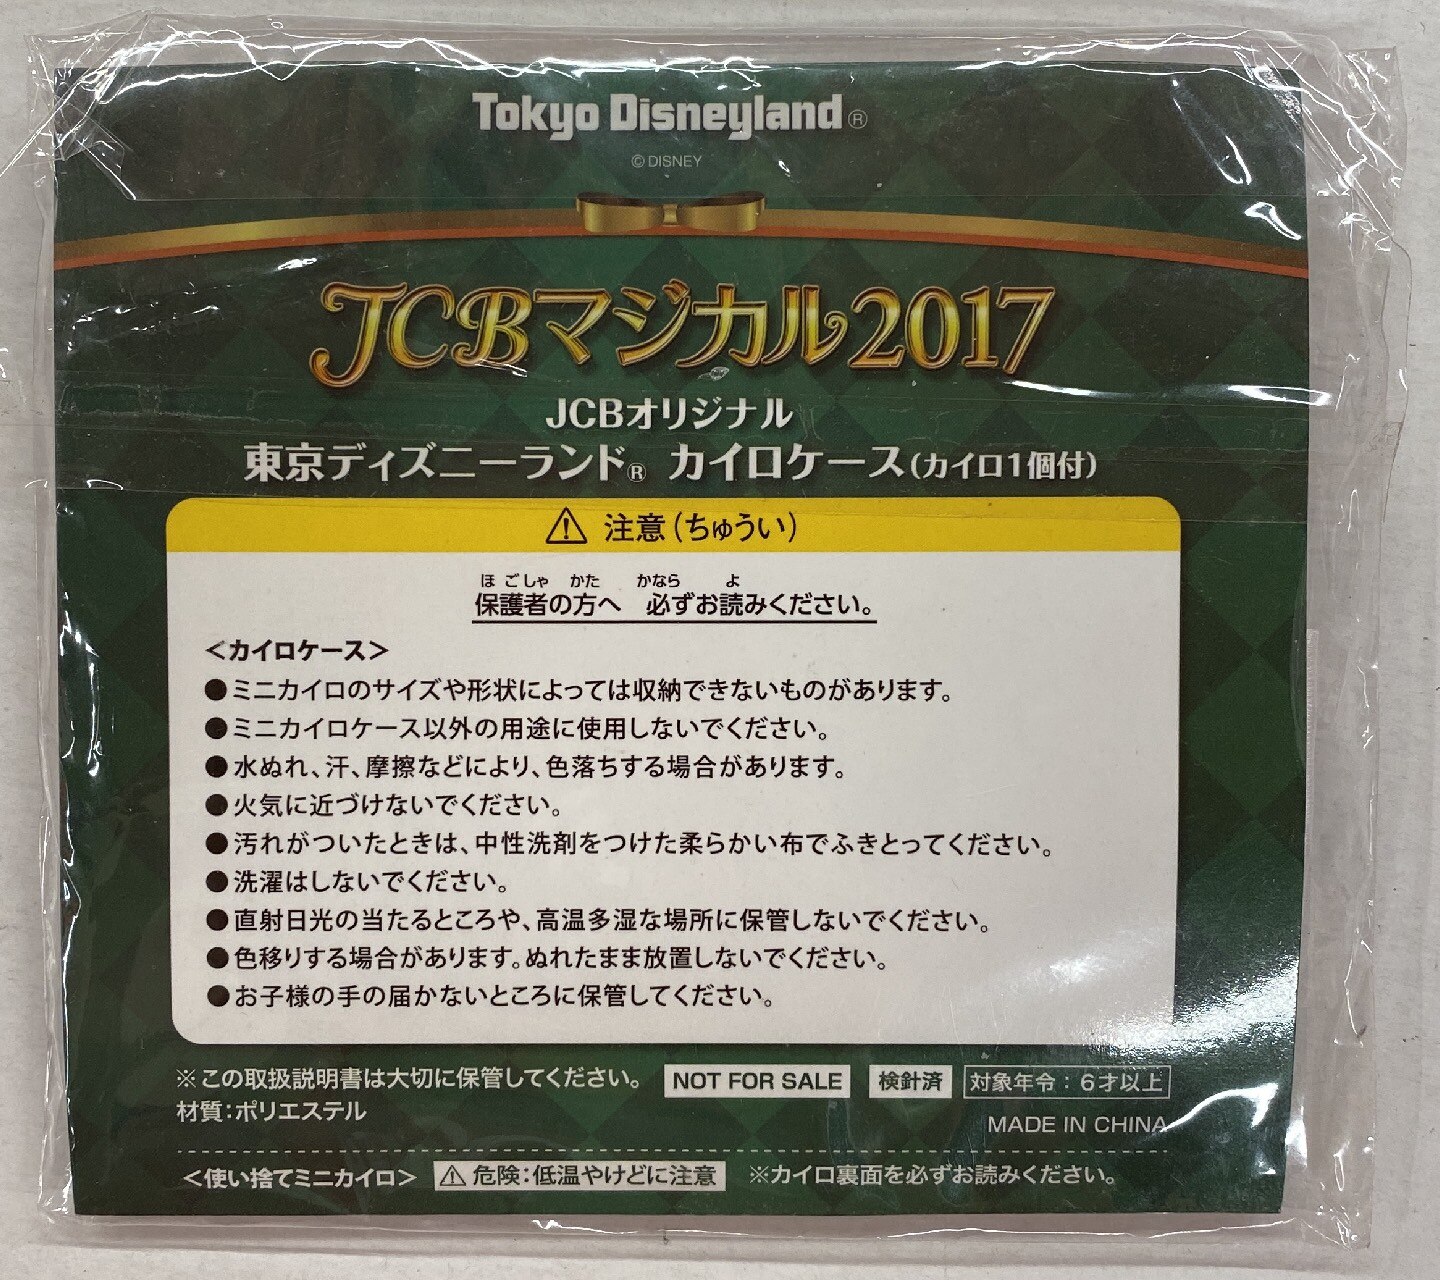 Tokyo Disneyland®
©DISNEY
JCBマジカル2017
JCBオリジナル
東京ディズニーランド® カイロケース(カイロ1個付)
⚠ 注意(ちゅうい)
ほごしゃ かた かなら よ
保護者の方へ 必ずお読みください。
<カイロケース>
●ミニカイロのサイズや形状によっては収納できないものがあります。
●ミニカイロケース以外の用途に使用しないでください。
●水ぬれ、汗、摩擦などにより、色落ちする場合があります。
●火気に近づけないでください。
●汚れがついたときは、中性洗剤をつけた柔らかい布でふきとってください。
●洗濯はしないでください。
●直射日光の当たるところや、高温多湿な場所に保管しないでください。
●色移りする場合があります。ぬれたまま放置しないでください。
●お子様の手の届かないところに保管してください。
※この取扱説明書は大切に保管してください。 NOT FOR SALE 検針済 対象年令:6才以上
材質:ポリエステル
MADE IN CHINA
<使い捨てミニカイロ> ⚠危険:低温やけどに注意 ※カイロ裏面を必ずお読みください。